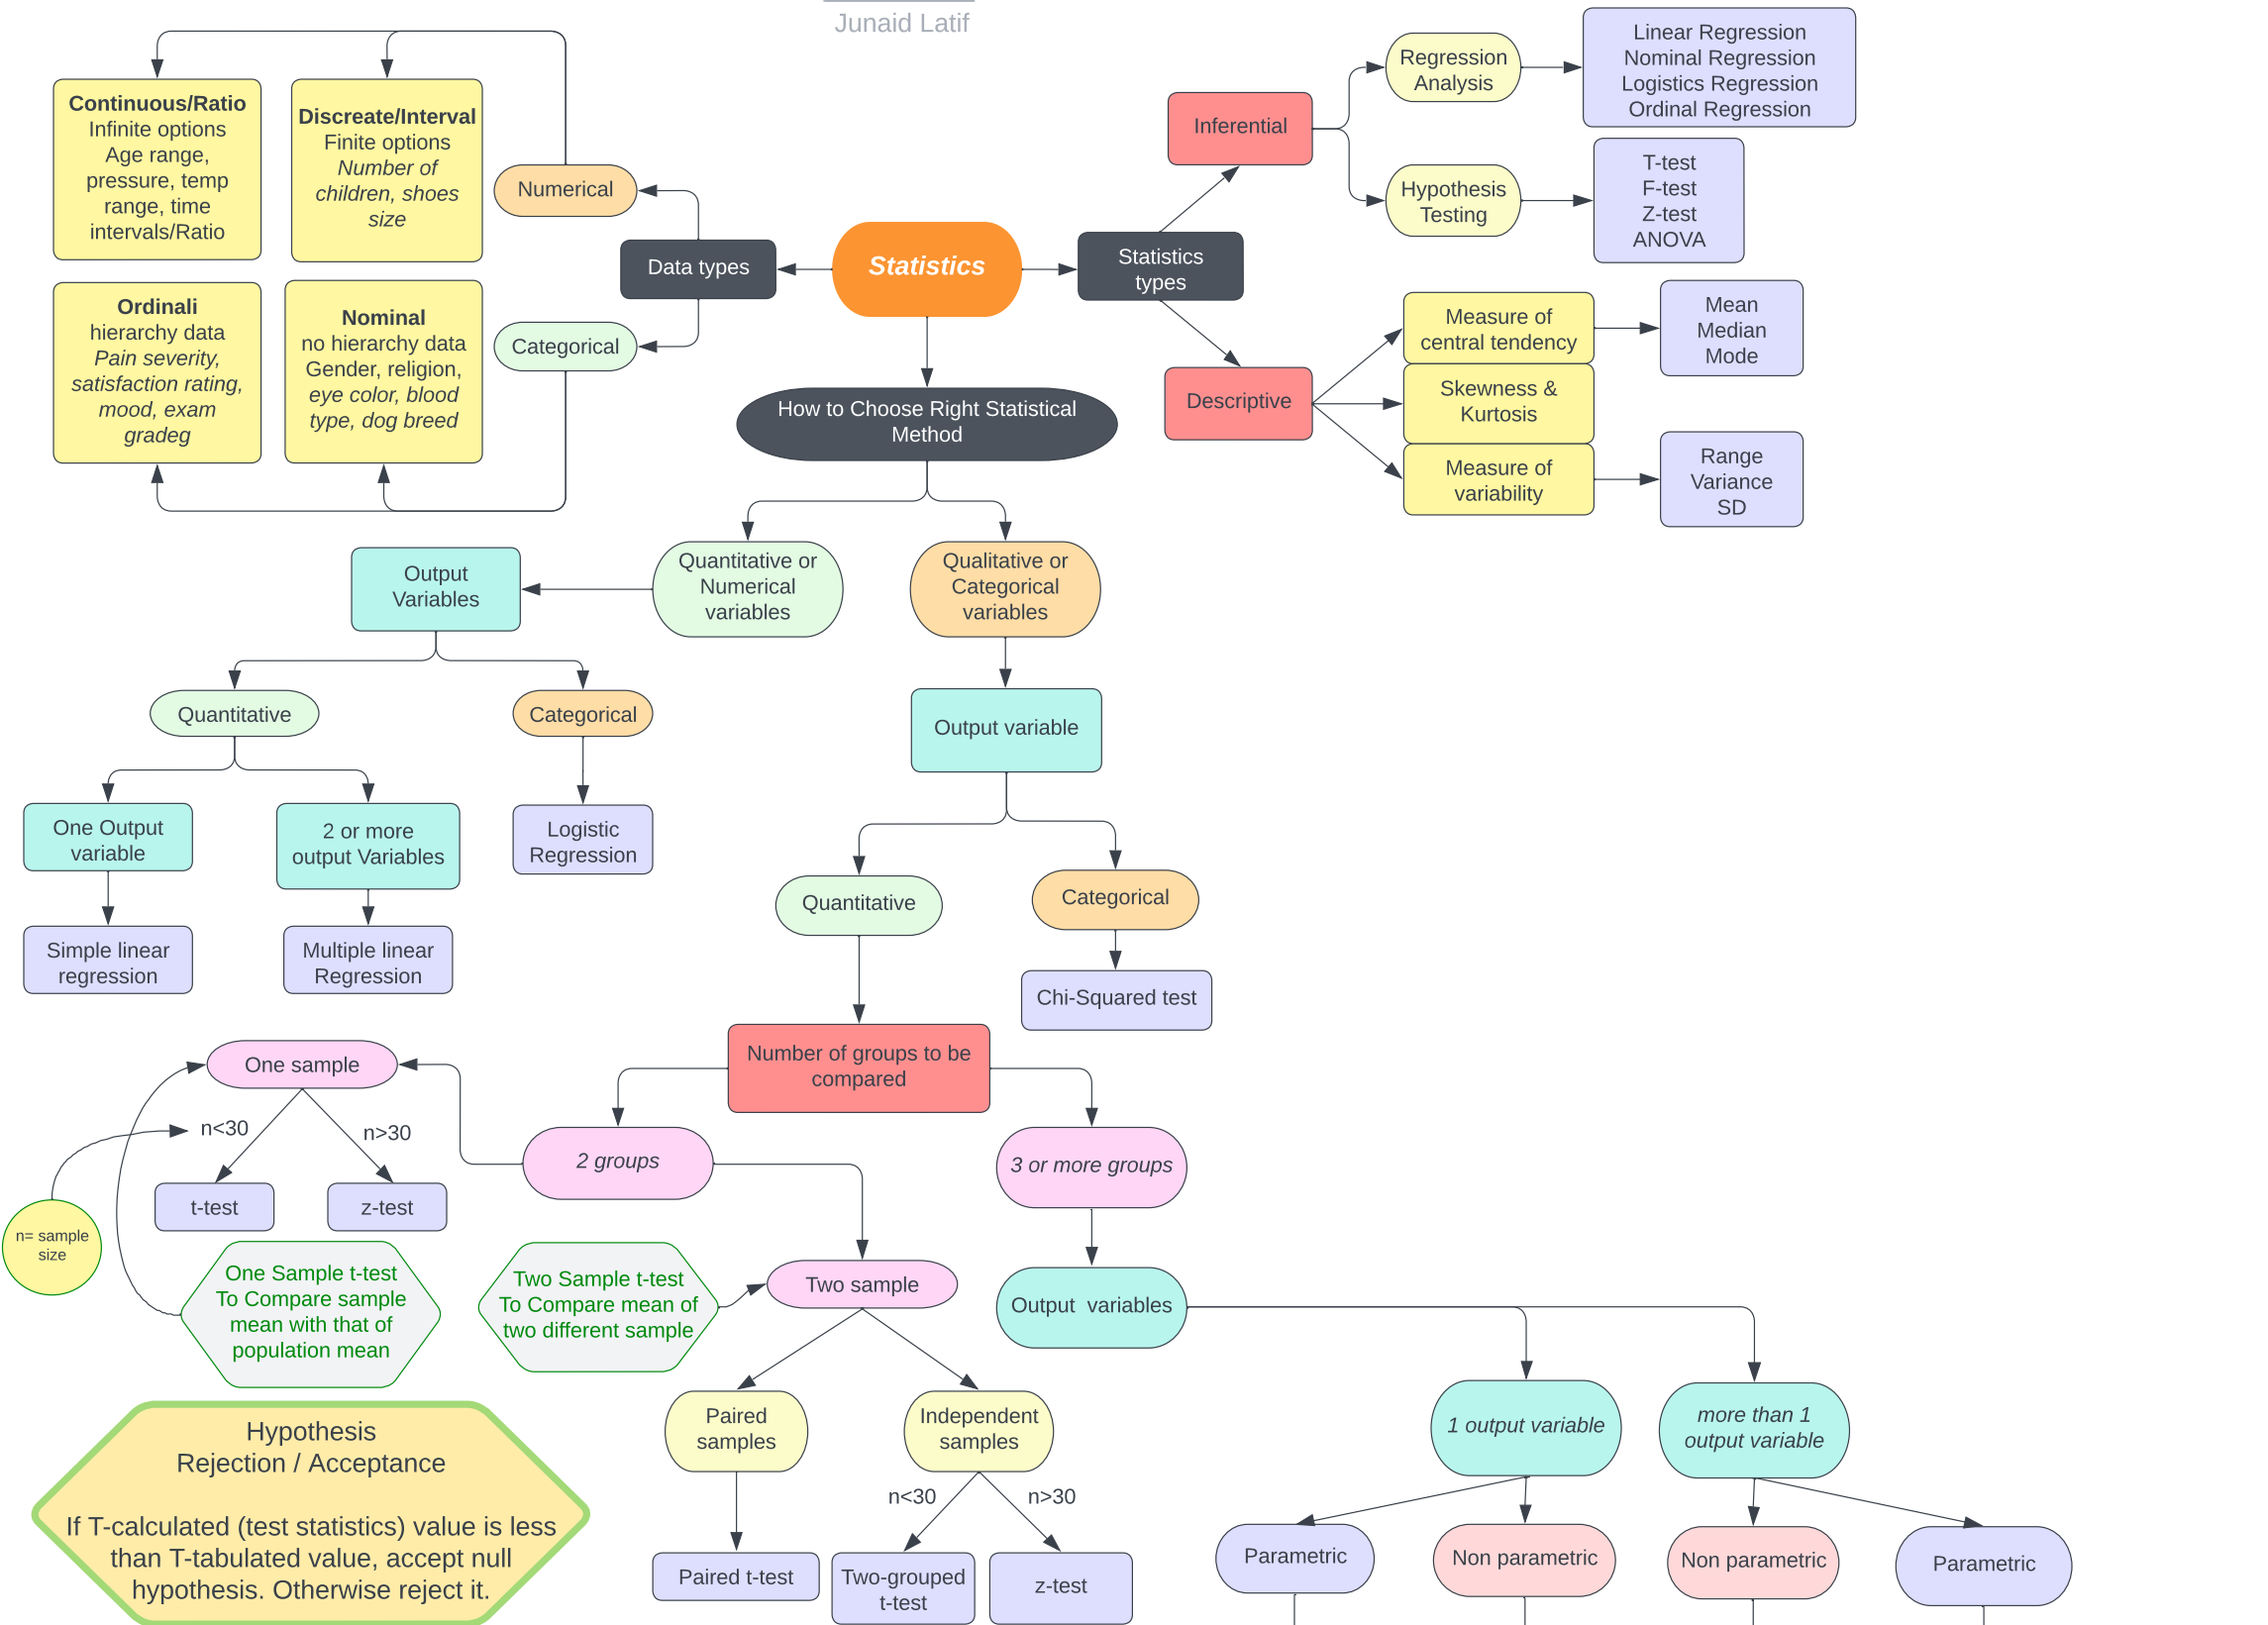 Junaid Latif
Continuous/Ratio
Infinite options
Age range,
pressure, temp
range, time
intervals/Ratio
Discreate/Interval
Finite options
Number of
children, shoes
size
Numerical
Data types
Categorical
Ordinali
hierarchy data
Pain severity,
satisfaction rating,
mood, exam
gradeg
Nominal
no hierarchy data
Gender, religion,
eye color, blood
type, dog breed
Statistics
Statistics
types
Inferential
Regression
Analysis
Linear Regression
Nominal Regression
Logistics Regression
Ordinal Regression
Hypothesis
Testing
T-test
F-test
Z-test
ANOVA
Descriptive
Measure of
central tendency
Mean
Median
Mode
Skewness &
Kurtosis
Measure of
variability
Range
Variance
SD
How to Choose Right Statistical
Method
Quantitative or
Numerical
variables
Qualitative or
Categorical
variables
Output
Variables
Quantitative
Categorical
One Output
variable
2 or more
output Variables
Logistic
Regression
Simple linear
regression
Multiple linear
Regression
Output variable
Quantitative
Categorical
Chi-Squared test
Number of groups to be
compared
One sample
n<30
n>30
t-test
z-test
n= sample
size
2 groups
3 or more groups
One Sample t-test
To Compare sample
mean with that of
population mean
Two Sample t-test
To Compare mean of
two different sample
Two sample
Output  variables
Paired
samples
Independent
samples
n<30
n>30
Paired t-test
Two-grouped
t-test
z-test
1 output variable
more than 1
output variable
Parametric
Non parametric
Non parametric
Parametric
Hypothesis
Rejection / Acceptance
If T-calculated (test statistics) value is less
than T-tabulated value, accept null
hypothesis. Otherwise reject it.